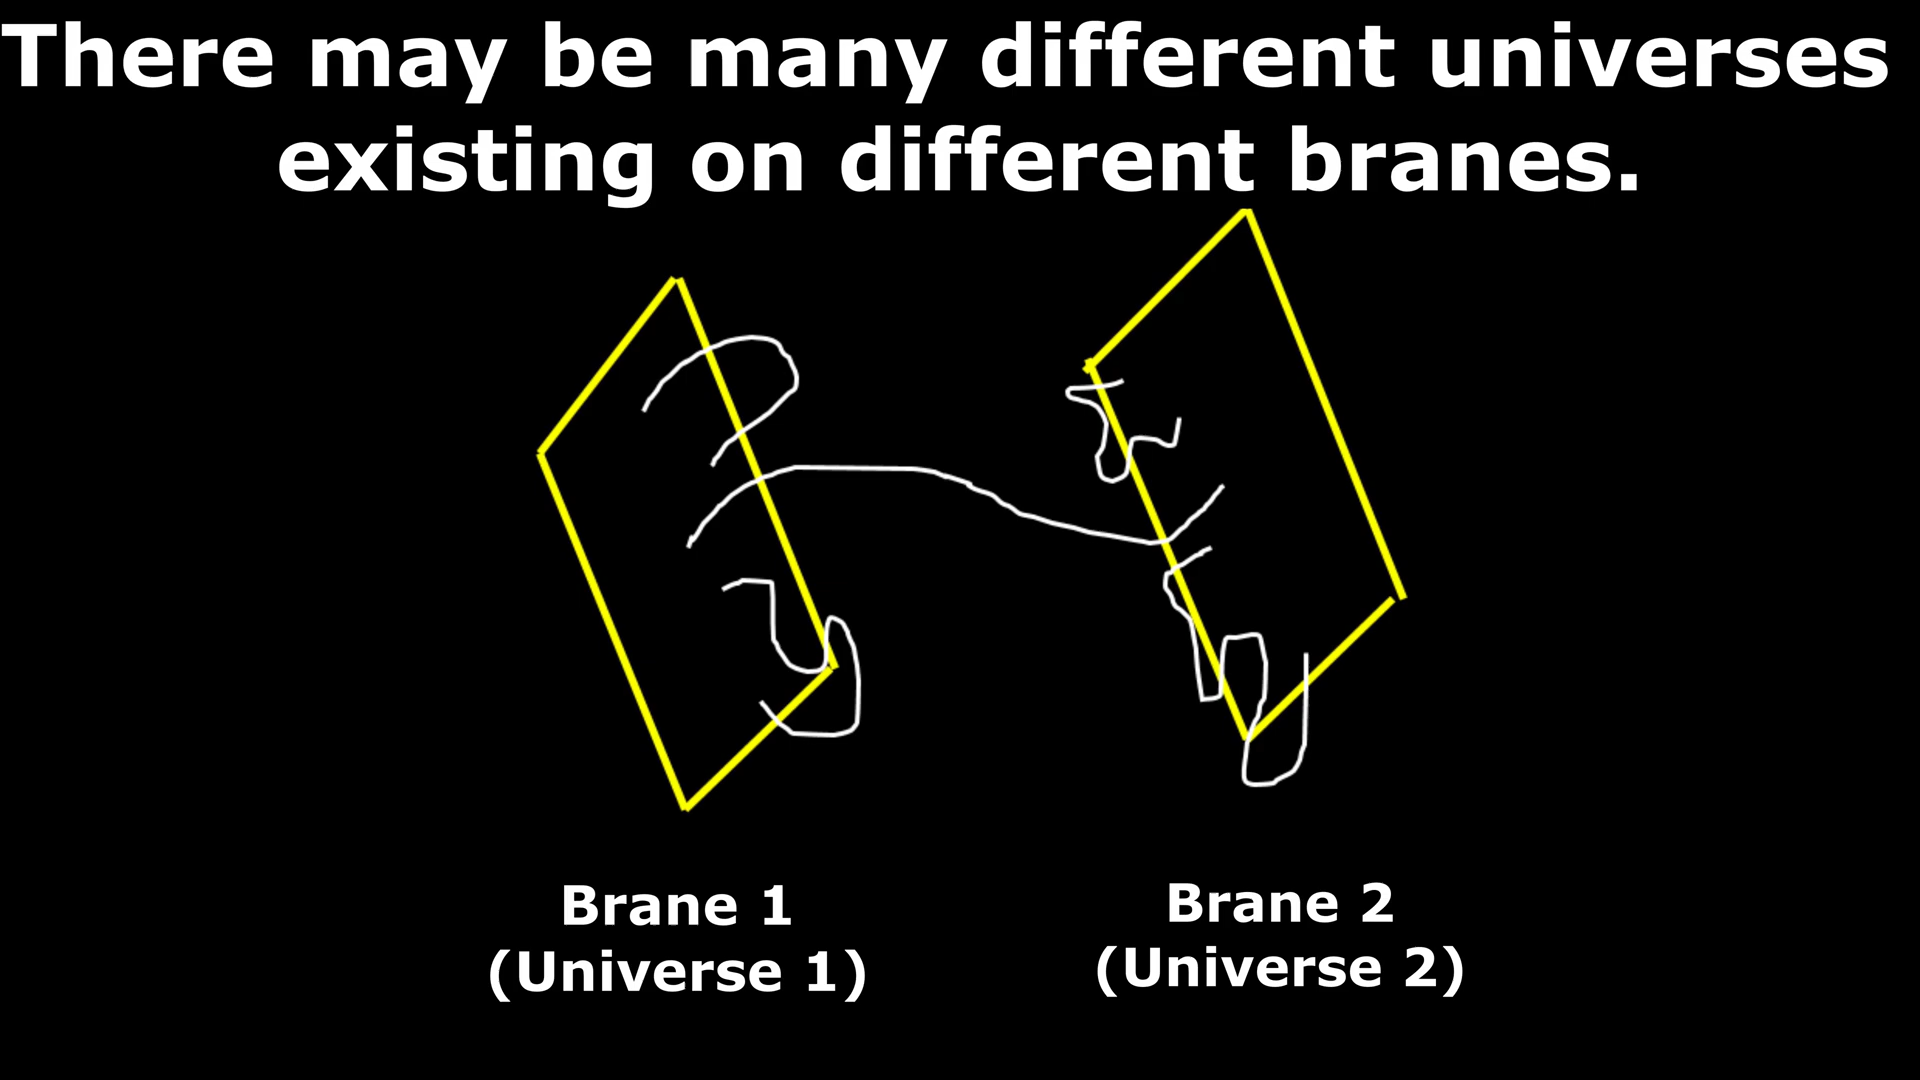 There may be many different universes
existing on different branes.
Brane 1
(Universe 1)
Brane 2
(Universe 2)